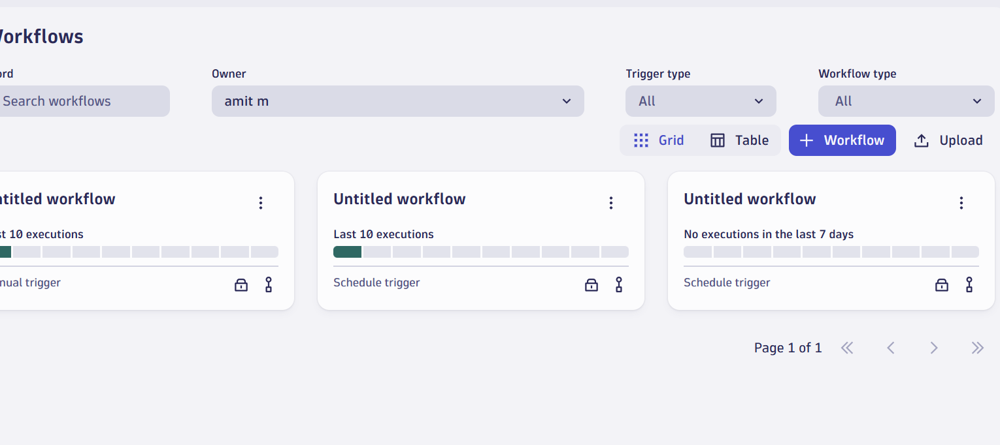 Workflows
ord Owner Trigger type Workflow type
Search workflows amit m All All
Grid Table Workflow Upload
ntitled workflow Untitled workflow Untitled workflow
st 10 executions Last 10 executions No executions in the last 7 days
nual trigger Schedule trigger Schedule trigger
Page 1 of 1